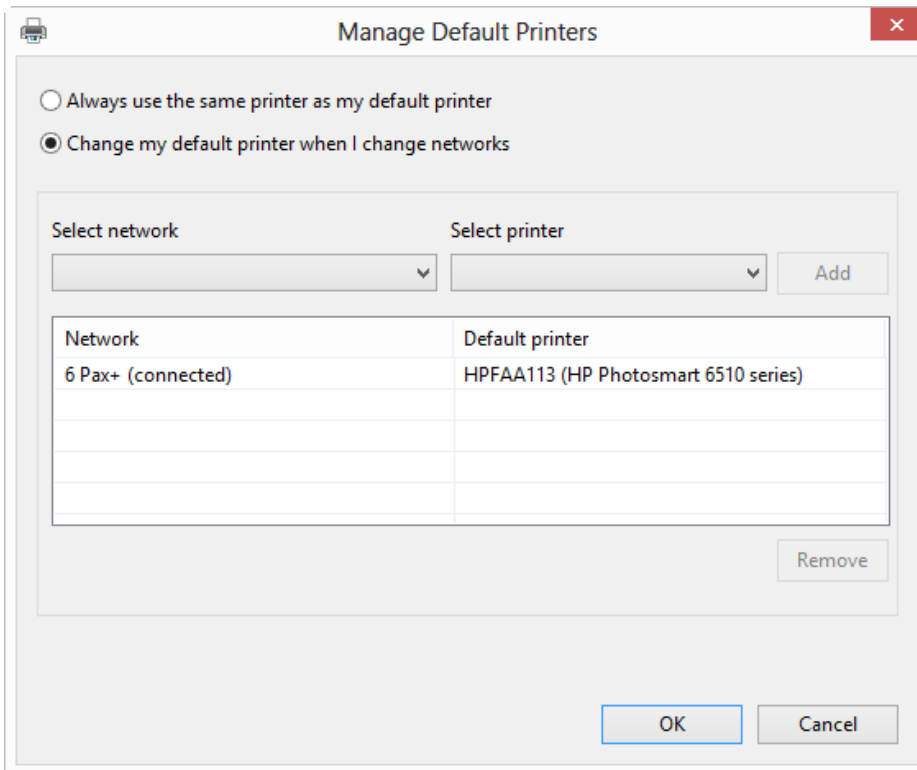 Manage Default Printers
Always use the same printer as my default printer
Change my default printer when I change networks
Select network Select printer
Add
Network Default printer
6 Pax+ (connected) HPFAA113 (HP Photosmart 6510 series)
Remove
OK Cancel